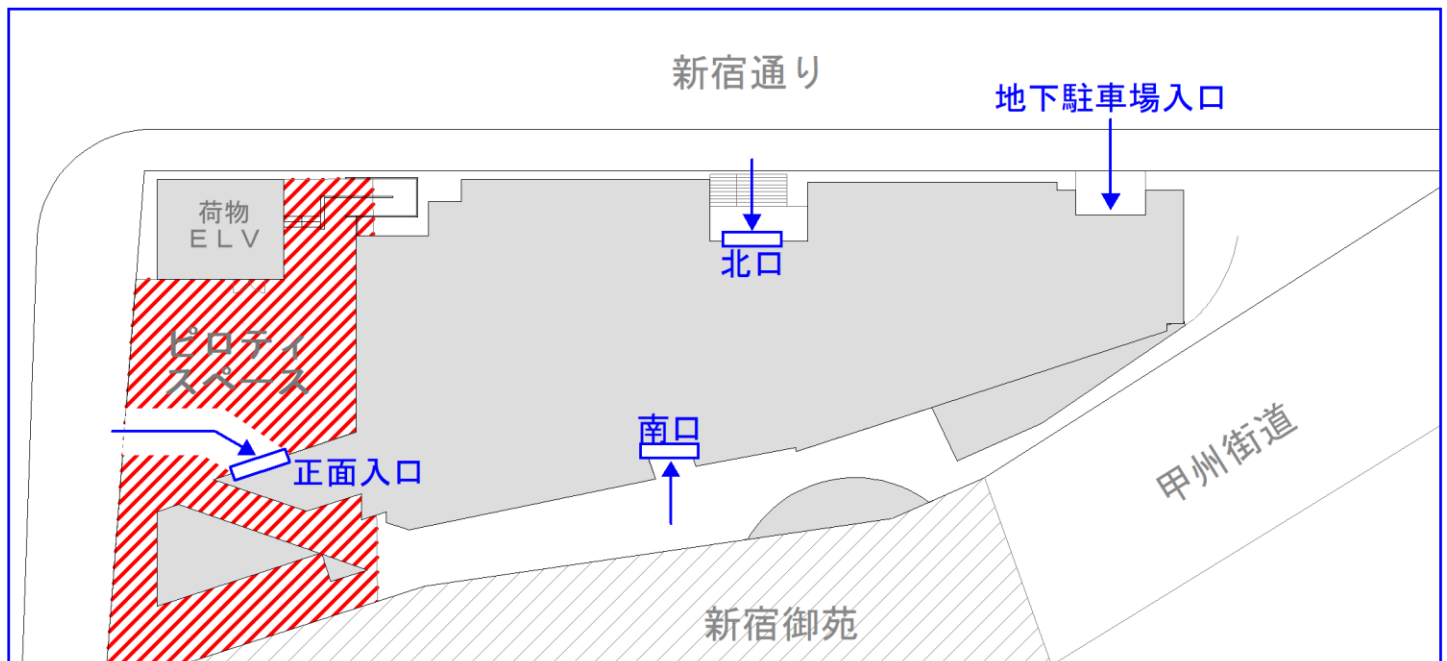 新宿通り
地下駐車場入口
荷物
ＥＬＶ
北口
ピロティ
スペース
南口
正面入口
甲州街道
新宿御苑